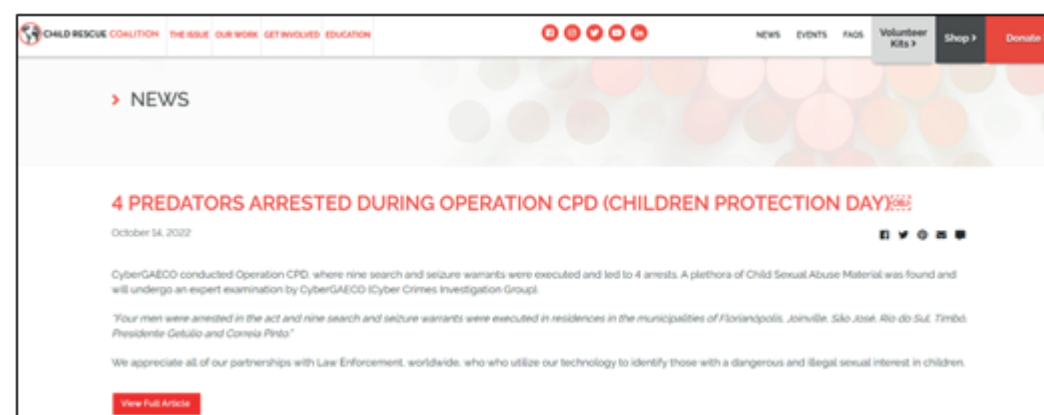 CHILD RESCUE COALITION THE ISSUE OUR WORK GET INVOLVED EDUCATION NEWS EVENTS FAQS Volunteer Kits > Shop > Donate
> NEWS
4 PREDATORS ARRESTED DURING OPERATION CPD (CHILDREN PROTECTION DAY)OBJ
October 14, 2022
CyberGAECO conducted Operation CPD, where nine search and seizure warrants were executed and led to 4 arrests. A plethora of Child Sexual Abuse Material was found and
will undergo an expert examination by CyberGAECO (Cyber Crimes Investigation Group).
"Four men were arrested in the act and nine search and seizure warrants were executed in residences in the municipalities of Florianópolis, Joinville, São José, Rio do Sul, Timbó,
Presidente Getúlio and Correia Pinto."
We appreciate all of our partnerships with Law Enforcement, worldwide, who who utilize our technology to identify those with a dangerous and illegal sexual interest in children.
View Full Article